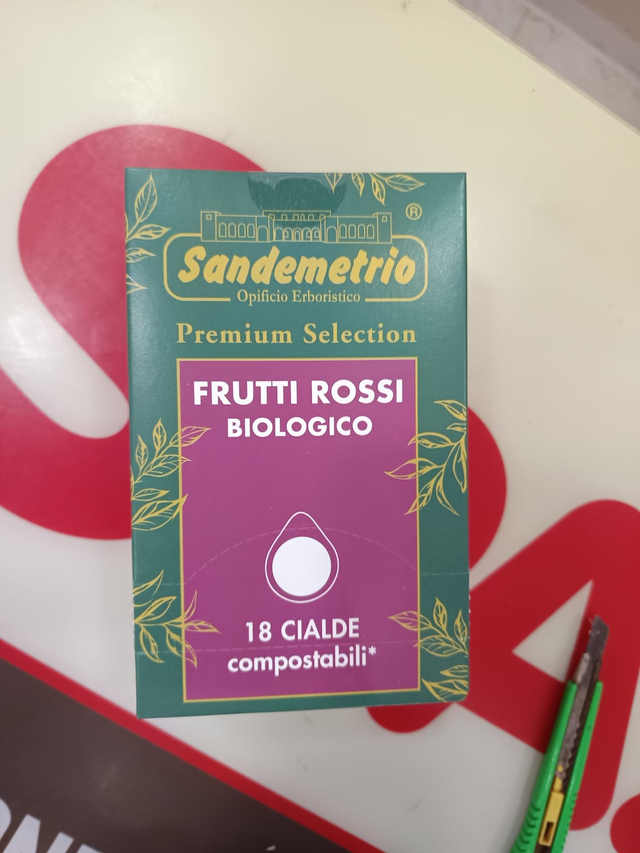 ®
Sandemetrio
Opificio Erboristico
Premium Selection
FRUTTI ROSSI
BIOLOGICO
18 CIALDE
compostabili*